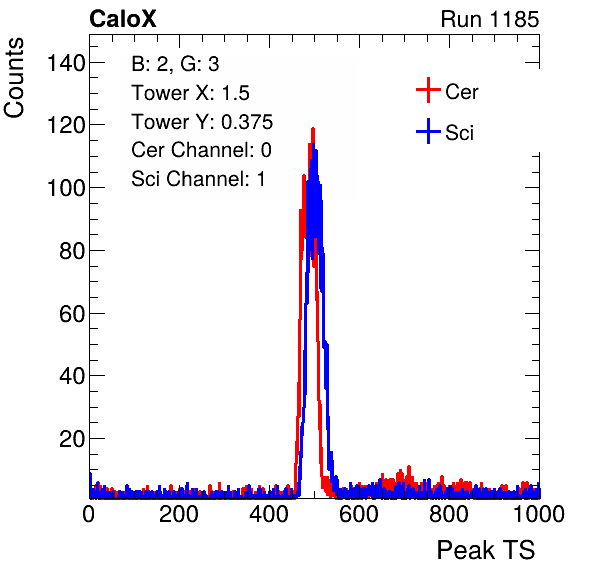 CaloX Run 1185
Counts
B: 2, G: 3
Tower X: 1.5
Tower Y: 0.375
Cer Channel: 0
Sci Channel: 1
Cer
Sci
140
120
100
80
60
40
20
0 200 400 600 800 1000
Peak TS